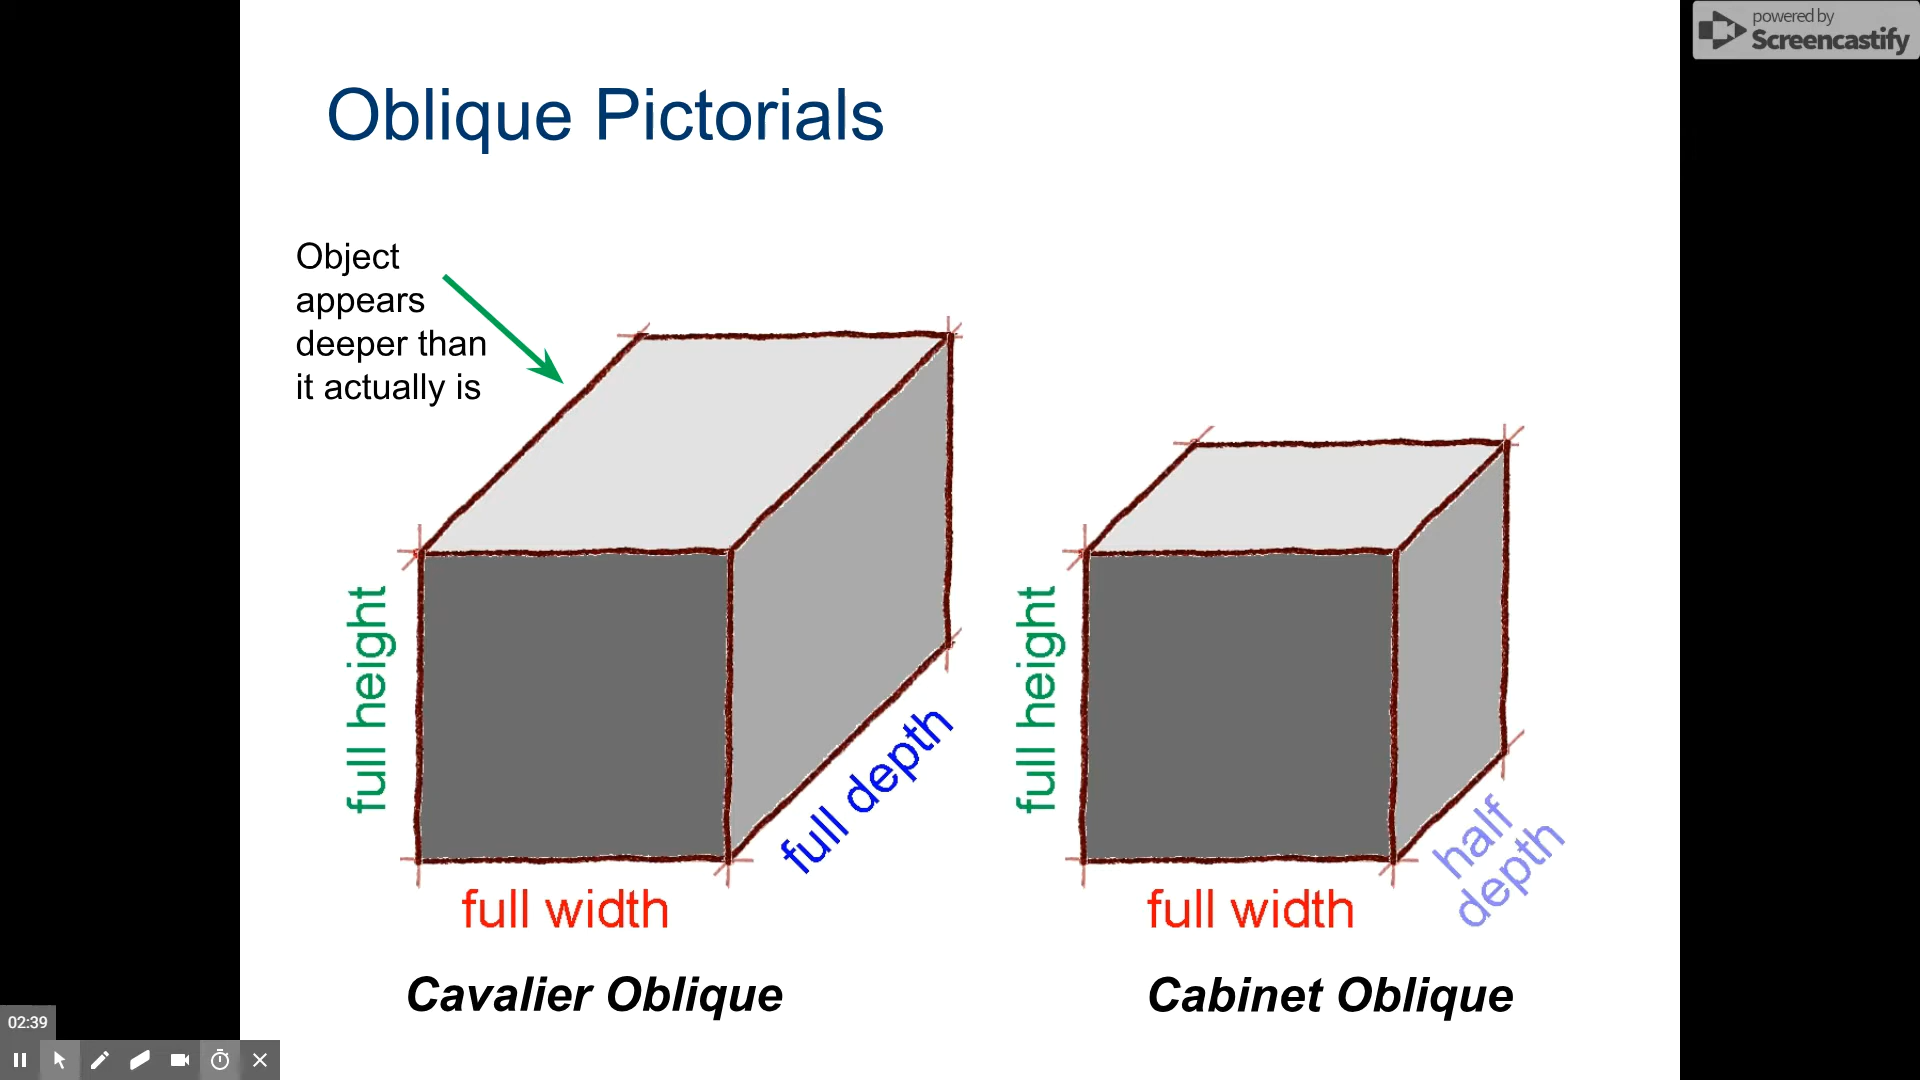 powered by
Screencastify
Oblique Pictorials
Object
appears
deeper than
it actually is
full height
full depth
full width
Cavalier Oblique
full height
half
depth
full width
Cabinet Oblique
02:39